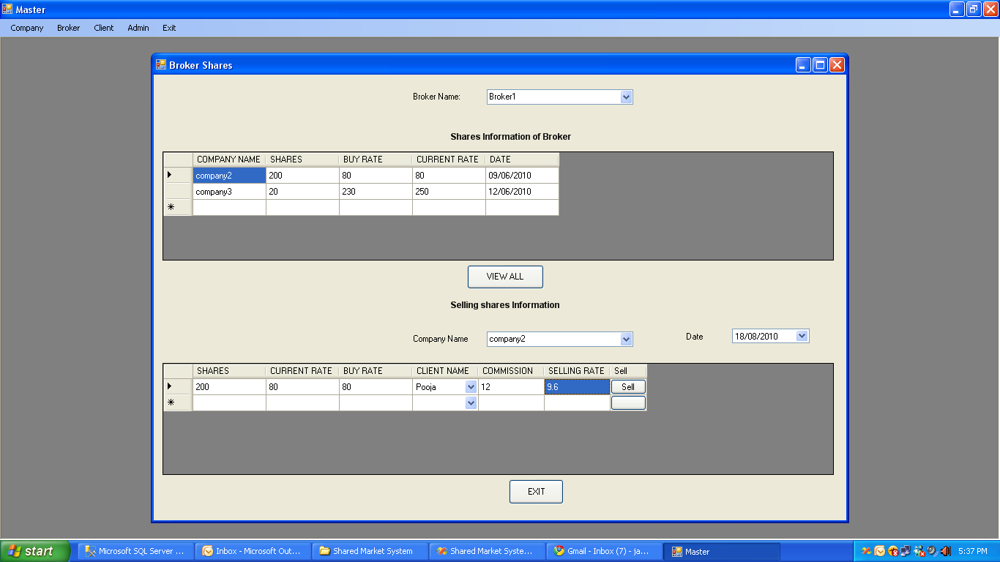 Master
Company Broker Client Admin Exit
Broker Shares
Broker Name: Broker1
Shares Information of Broker
COMPANY NAME SHARES BUY RATE CURRENT RATE DATE
company2 200 80 80 09/06/2010
company3 20 230 250 12/06/2010
VIEW ALL
Selling shares Information
Company Name company2 Date 18/08/2010
SHARES CURRENT RATE BUY RATE CLIENT NAME COMMISSION SELLING RATE Sell
200 80 80 Pooja 12 9.6 Sell
EXIT
start Microsoft SQL Server ... Inbox - Microsoft Out... Shared Market System Shared Market Syste... Gmail - Inbox (7) - ja... Master 5:37 PM